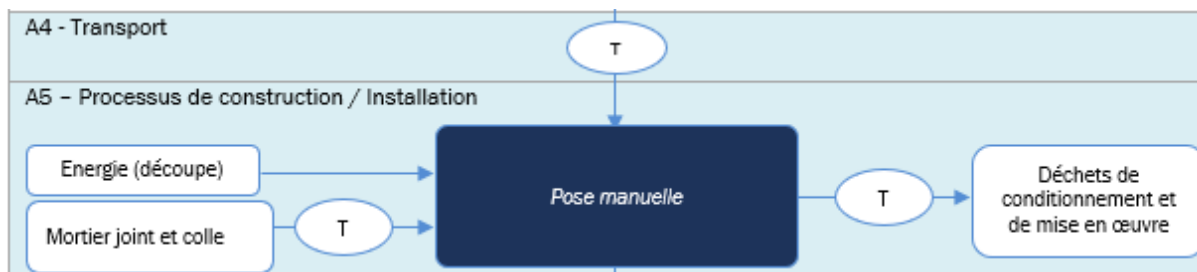 A4 - Transport
T
A5 – Processus de construction / Installation
Energie (découpe)
Pose manuelle
T
Déchets de
conditionnement et
de mise en œuvre
Mortier joint et colle
T